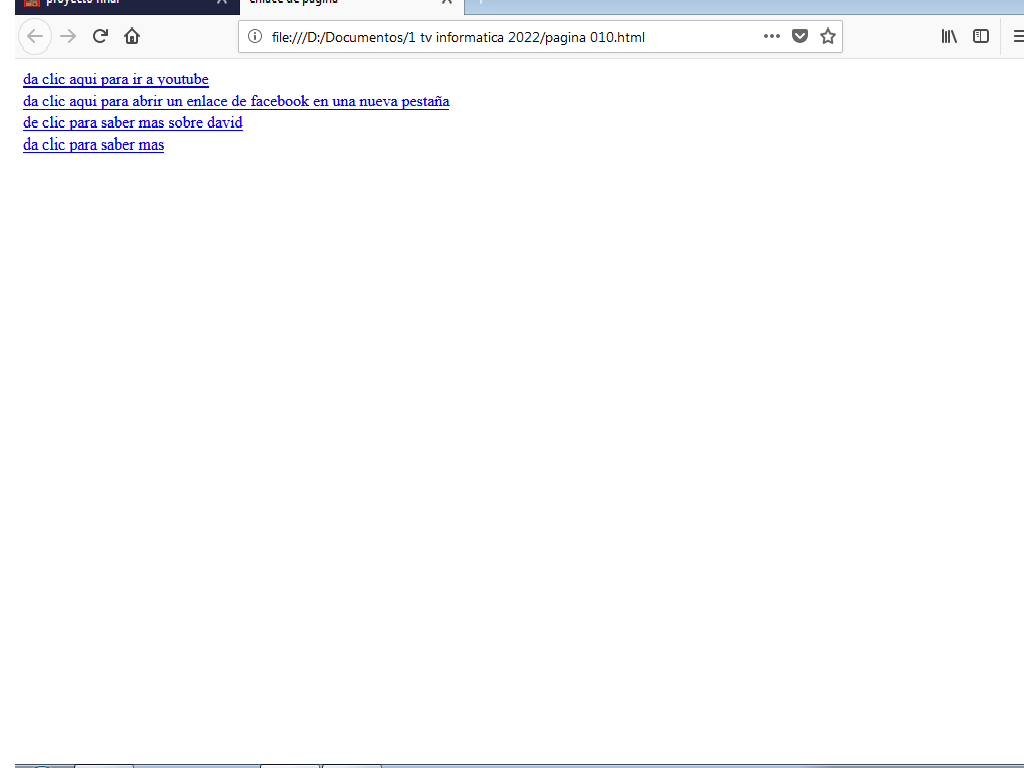 proyecto final
enlace de pagina
file:///D:/Documentos/1 tv informatica 2022/pagina 010.html
da clic aqui para ir a youtube
da clic aqui para abrir un enlace de facebook en una nueva pestaña
de clic para saber mas sobre david
da clic para saber mas